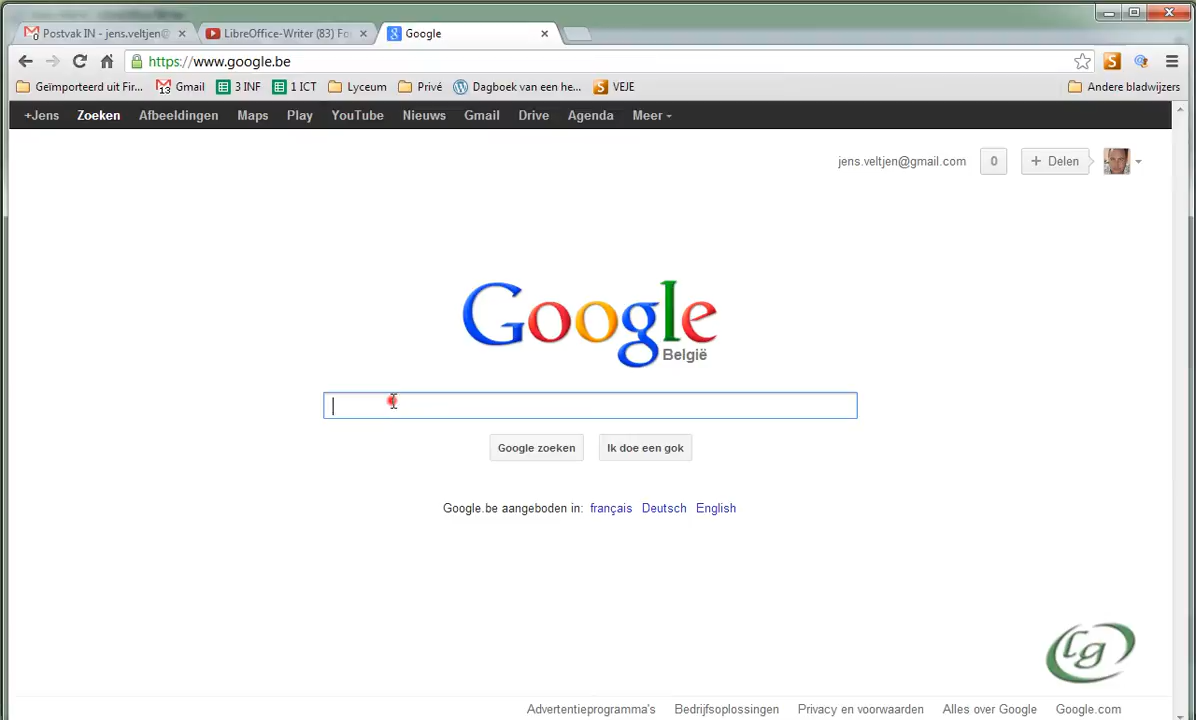 Postvak IN - jens.veltjen@
LibreOffice-Writer (83) Fo
Google
https://www.google.be
Geïmporteerd uit Fir...
Gmail
3 INF
1 ICT
Lyceum
Privé
Dagboek van een he...
VEJE
Andere bladwijzers
+Jens Zoeken Afbeeldingen Maps Play YouTube Nieuws Gmail Drive Agenda Meer
jens.veltjen@gmail.com 0 + Delen
Google
België
Google zoeken Ik doe een gok
Google.be aangeboden in: français Deutsch English
Lg
Advertentieprogramma's Bedrijfsoplossingen Privacy en voorwaarden Alles over Google Google.com